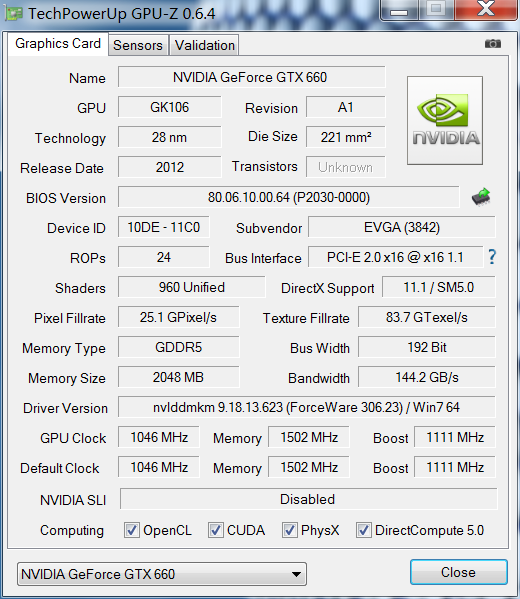 TechPowerUp GPU-Z 0.6.4
Graphics Card Sensors Validation
Name NVIDIA GeForce GTX 660
GPU GK106 Revision A1
Technology 28 nm Die Size 221 mm²
Release Date 2012 Transistors Unknown
BIOS Version 80.06.10.00.64 (P2030-0000)
Device ID 10DE - 11C0 Subvendor EVGA (3842)
ROPs 24 Bus Interface PCI-E 2.0 x16 @ x16 1.1 ?
Shaders 960 Unified DirectX Support 11.1 / SM5.0
Pixel Fillrate 25.1 GPixel/s Texture Fillrate 83.7 GTexel/s
Memory Type GDDR5 Bus Width 192 Bit
Memory Size 2048 MB Bandwidth 144.2 GB/s
Driver Version nvlddmkm 9.18.13.623 (ForceWare 306.23) / Win7 64
GPU Clock 1046 MHz Memory 1502 MHz Boost 1111 MHz
Default Clock 1046 MHz Memory 1502 MHz Boost 1111 MHz
NVIDIA SLI Disabled
Computing OpenCL CUDA PhysX DirectCompute 5.0
NVIDIA GeForce GTX 660 Close
nVIDIA